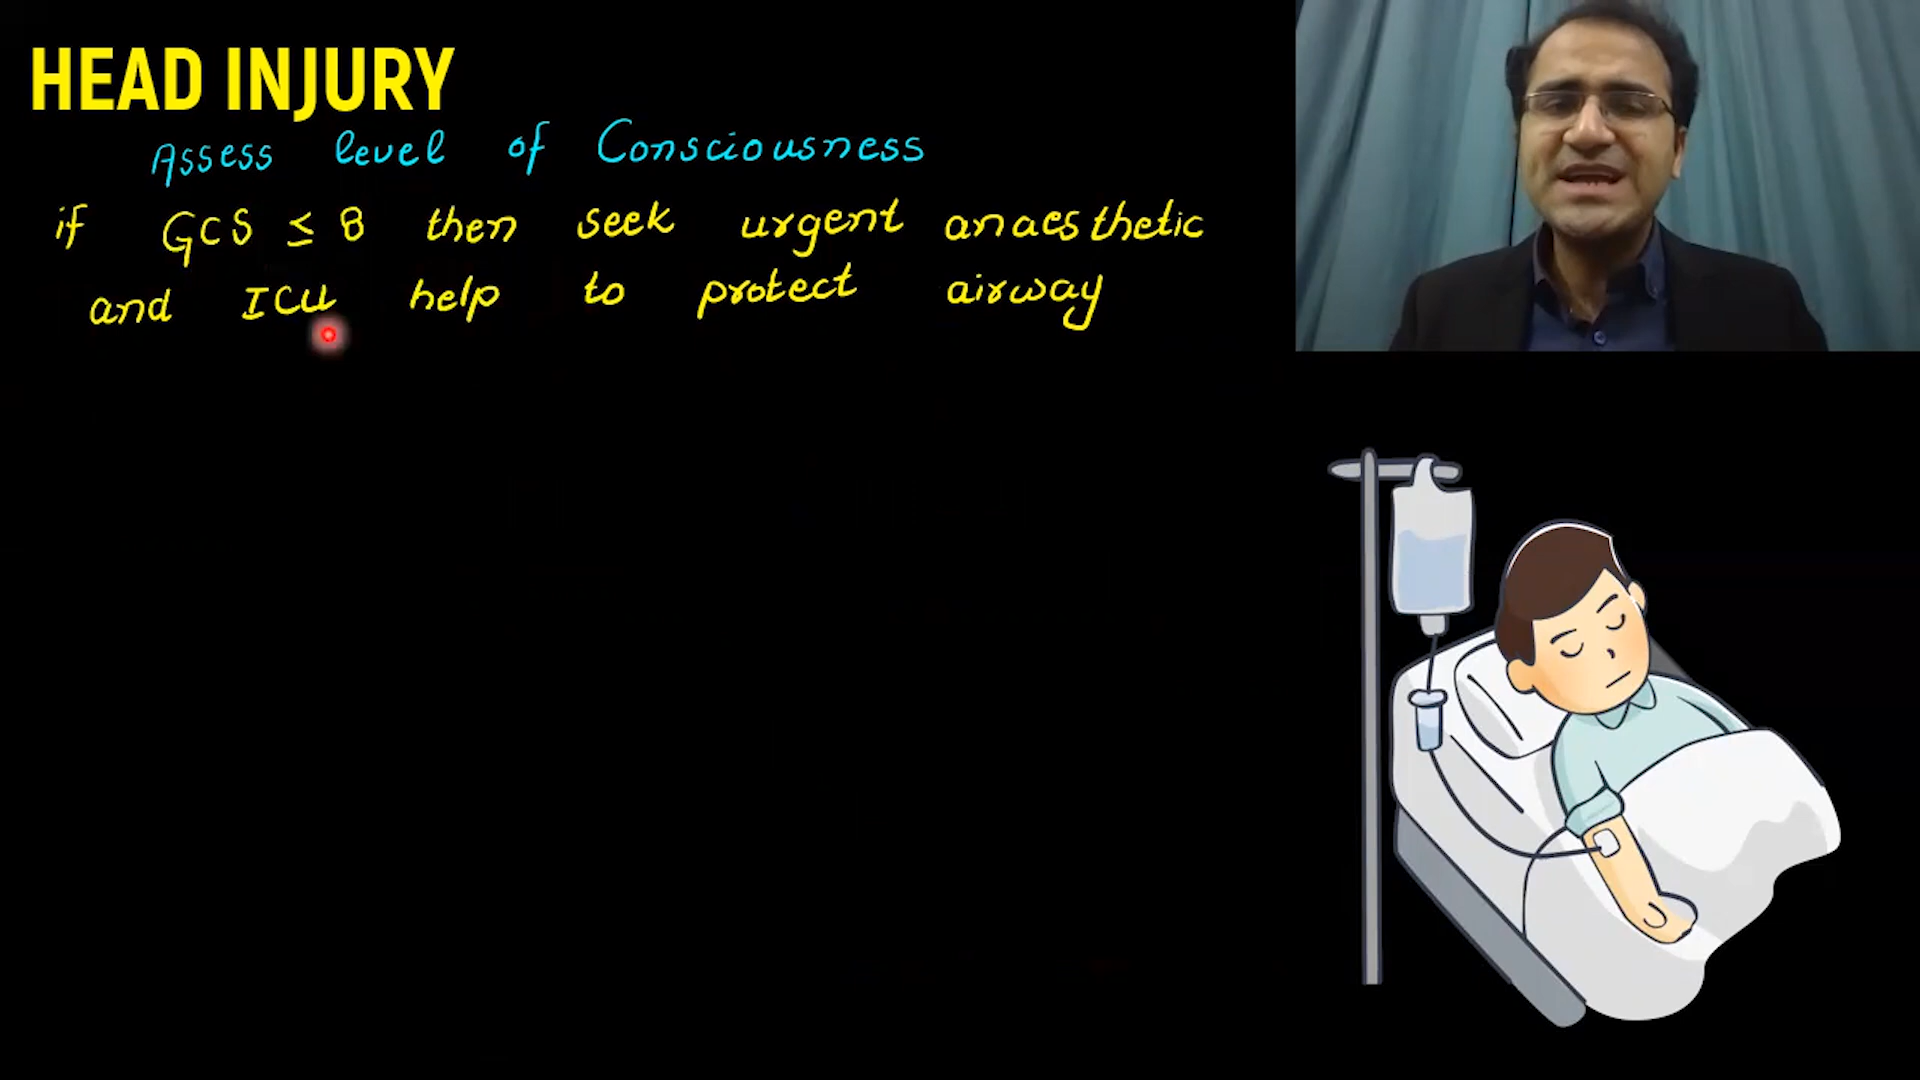 HEAD INJURY
Assess level of Consciousness
if GCS ≤ 8 then seek urgent anaesthetic
and ICU help to protect airway